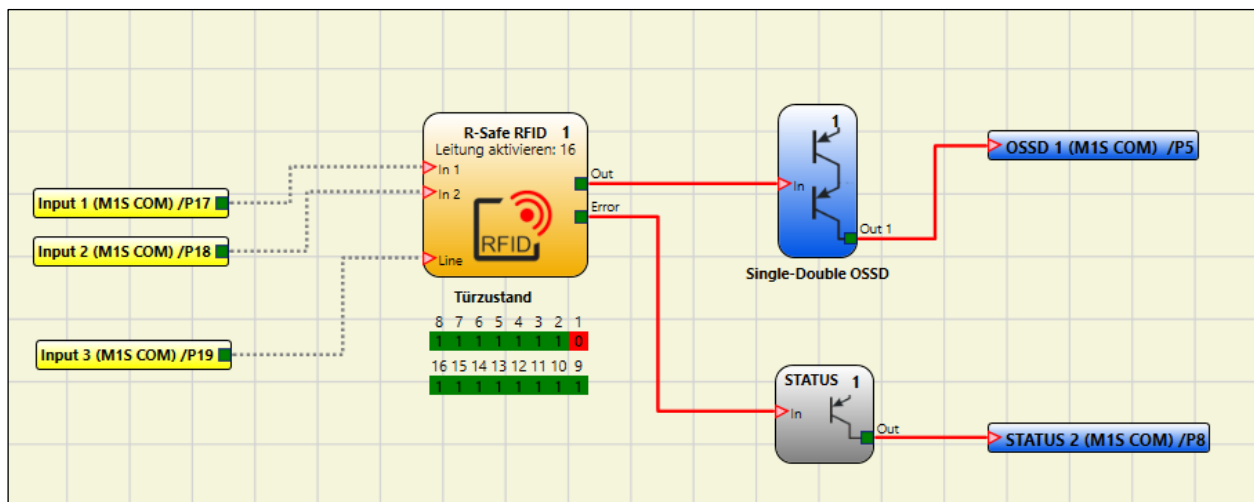 R-Safe RFID 1
Leitung aktivieren: 16
In 1
In 2
Line
Out
Error
RFID
Input 1 (M1S COM) /P17
Input 2 (M1S COM) /P18
Input 3 (M1S COM) /P19
Türzustand
8 7 6 5 4 3 2 1
1 1 1 1 1 1 1 0
16 15 14 13 12 11 10 9
1 1 1 1 1 1 1 1
1
In
Out 1
Single-Double OSSD
OSSD 1 (M1S COM) /P5
STATUS 1
In
Out
STATUS 2 (M1S COM) /P8